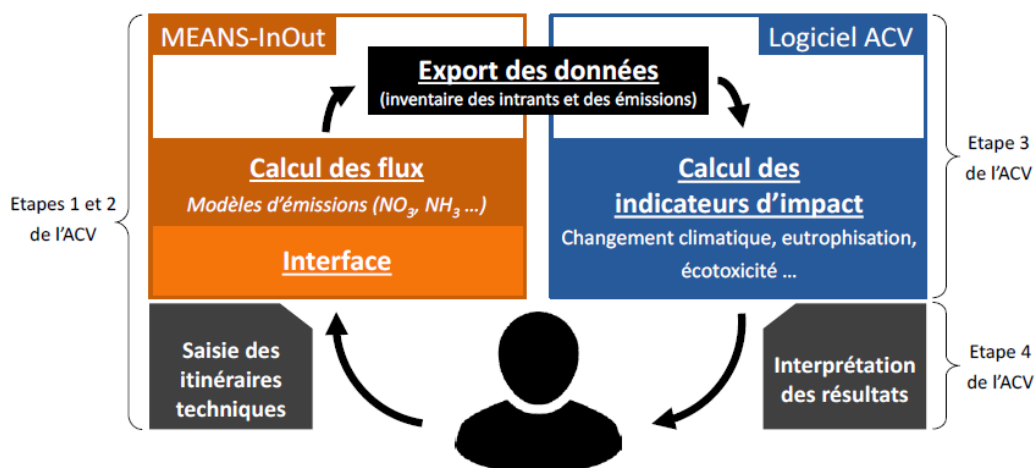 MEANS-InOut
Logiciel ACV
Export des données
(inventaire des intrants et des émissions)
Calcul des flux
Modèles d'émissions (NO3, NH3 ...)
Interface
Calcul des
indicateurs d'impact
Changement climatique, eutrophisation,
écotoxicité ...
Etapes 1 et 2
de l'ACV
Etape 3
de l'ACV
Saisie des
itinéraires
techniques
Interprétation
des résultats
Etape 4
de l'ACV